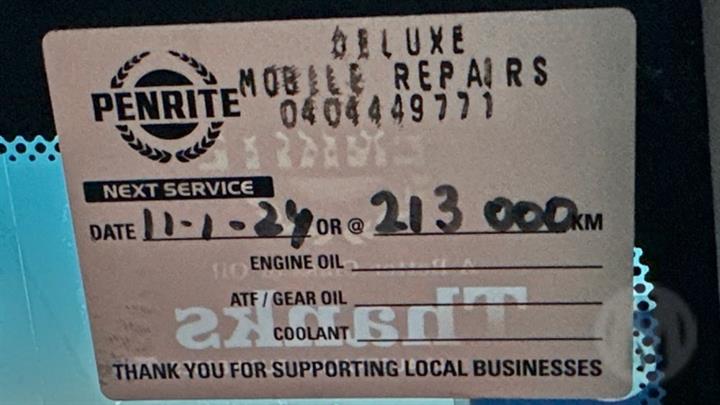 DELUXE
MOBILE REPAIRS
PENRITE
0404449771
NEXT SERVICE
DATE 11-1-24 OR @ 213 000 KM
ENGINE OIL
ATF / GEAR OIL
COOLANT
Thanks
THANK YOU FOR SUPPORTING LOCAL BUSINESSES